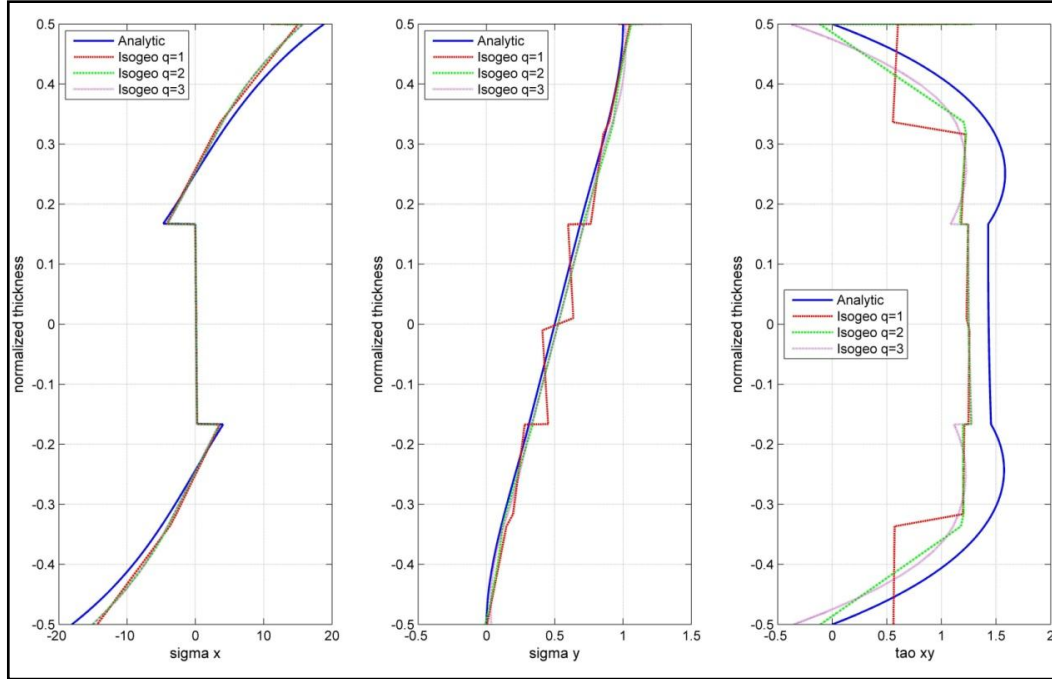 0.5
0.4
0.3
0.2
0.1
0
-0.1
-0.2
-0.3
-0.4
-0.5
-20
-10
0
10
20
normalized thickness
sigma x
Analytic
Isogeo q=1
Isogeo q=2
Isogeo q=3
0.5
0.4
0.3
0.2
0.1
0
-0.1
-0.2
-0.3
-0.4
-0.5
-0.5
0
0.5
1
1.5
normalized thickness
sigma y
Analytic
Isogeo q=1
Isogeo q=2
Isogeo q=3
0.5
0.4
0.3
0.2
0.1
0
-0.1
-0.2
-0.3
-0.4
-0.5
-0.5
0
0.5
1
1.5
2
normalized thickness
tao xy
Analytic
Isogeo q=1
Isogeo q=2
Isogeo q=3